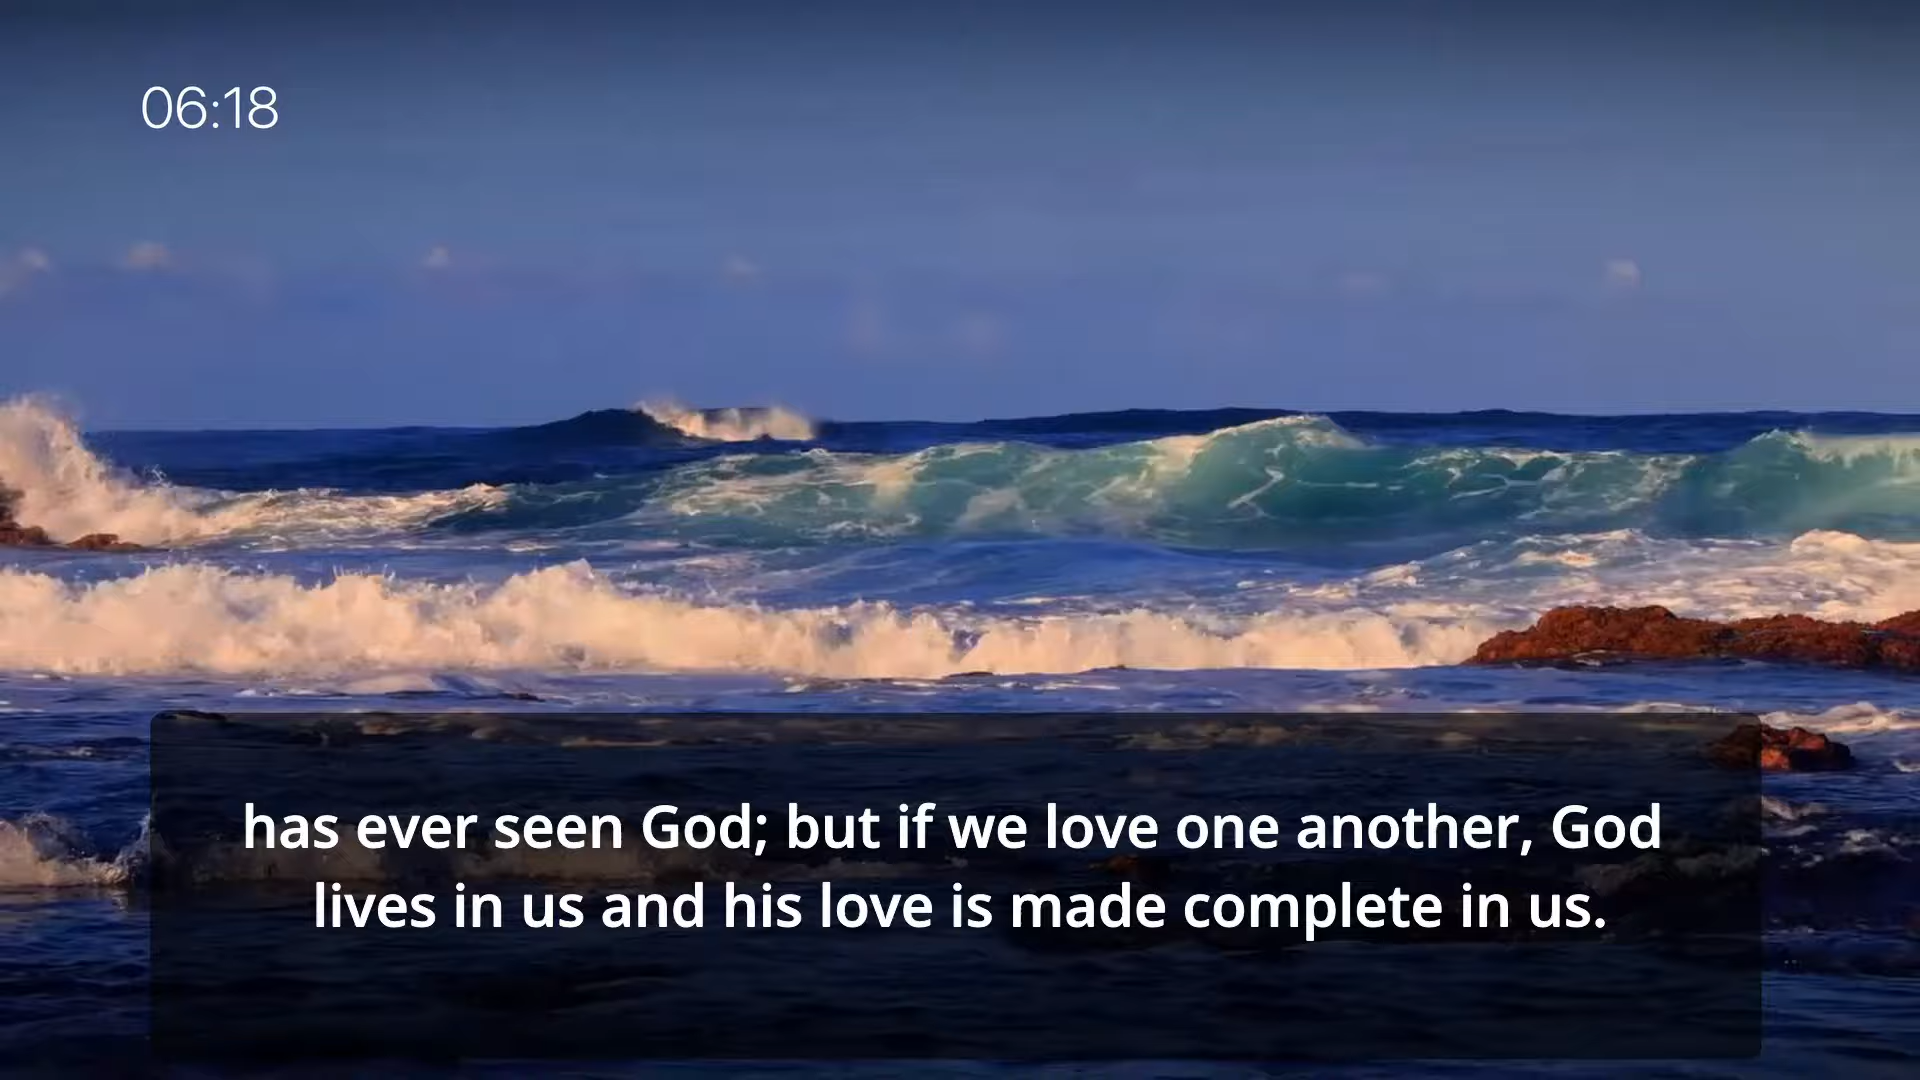 06:18
has ever seen God; but if we love one another, God
lives in us and his love is made complete in us.